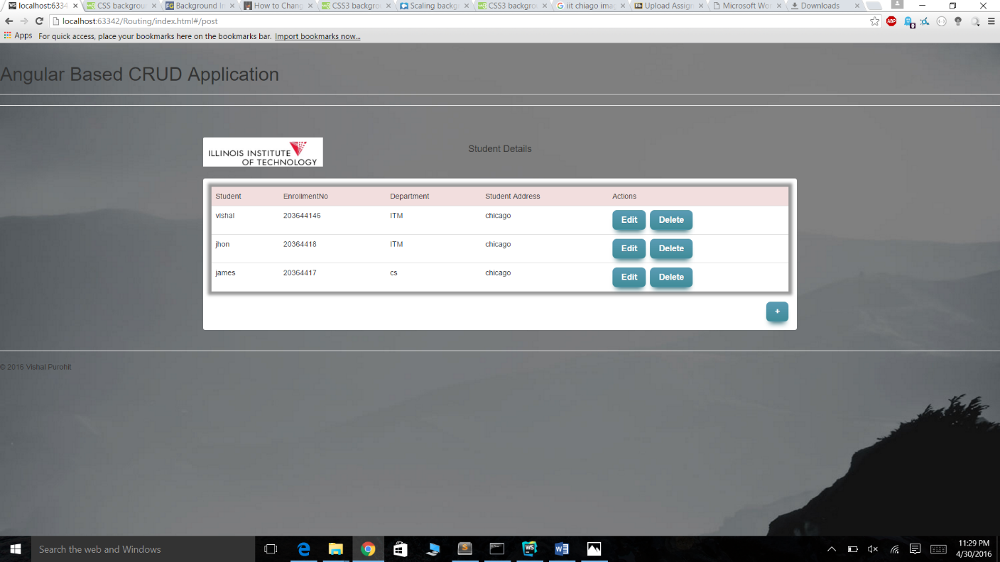 localhost:6334 CSS backgroun Background In How to Chang CSS3 backgro Scaling backg CSS3 backgro iit chiago imag Upload Assign Microsoft Wor Downloads
localhost:63342/Routing/index.html#/post
Apps For quick access, place your bookmarks here on the bookmarks bar. Import bookmarks now...
Angular Based CRUD Application
ILLINOIS INSTITUTE
OF TECHNOLOGY
Student Details
Student EnrollmentNo Department Student Address Actions
vishal 203644146 ITM chicago Edit Delete
jhon 20364418 ITM chicago Edit Delete
james 20364417 cs chicago Edit Delete
+
© 2016 Vishal Purohit
Search the web and Windows
11:29 PM
4/30/2016